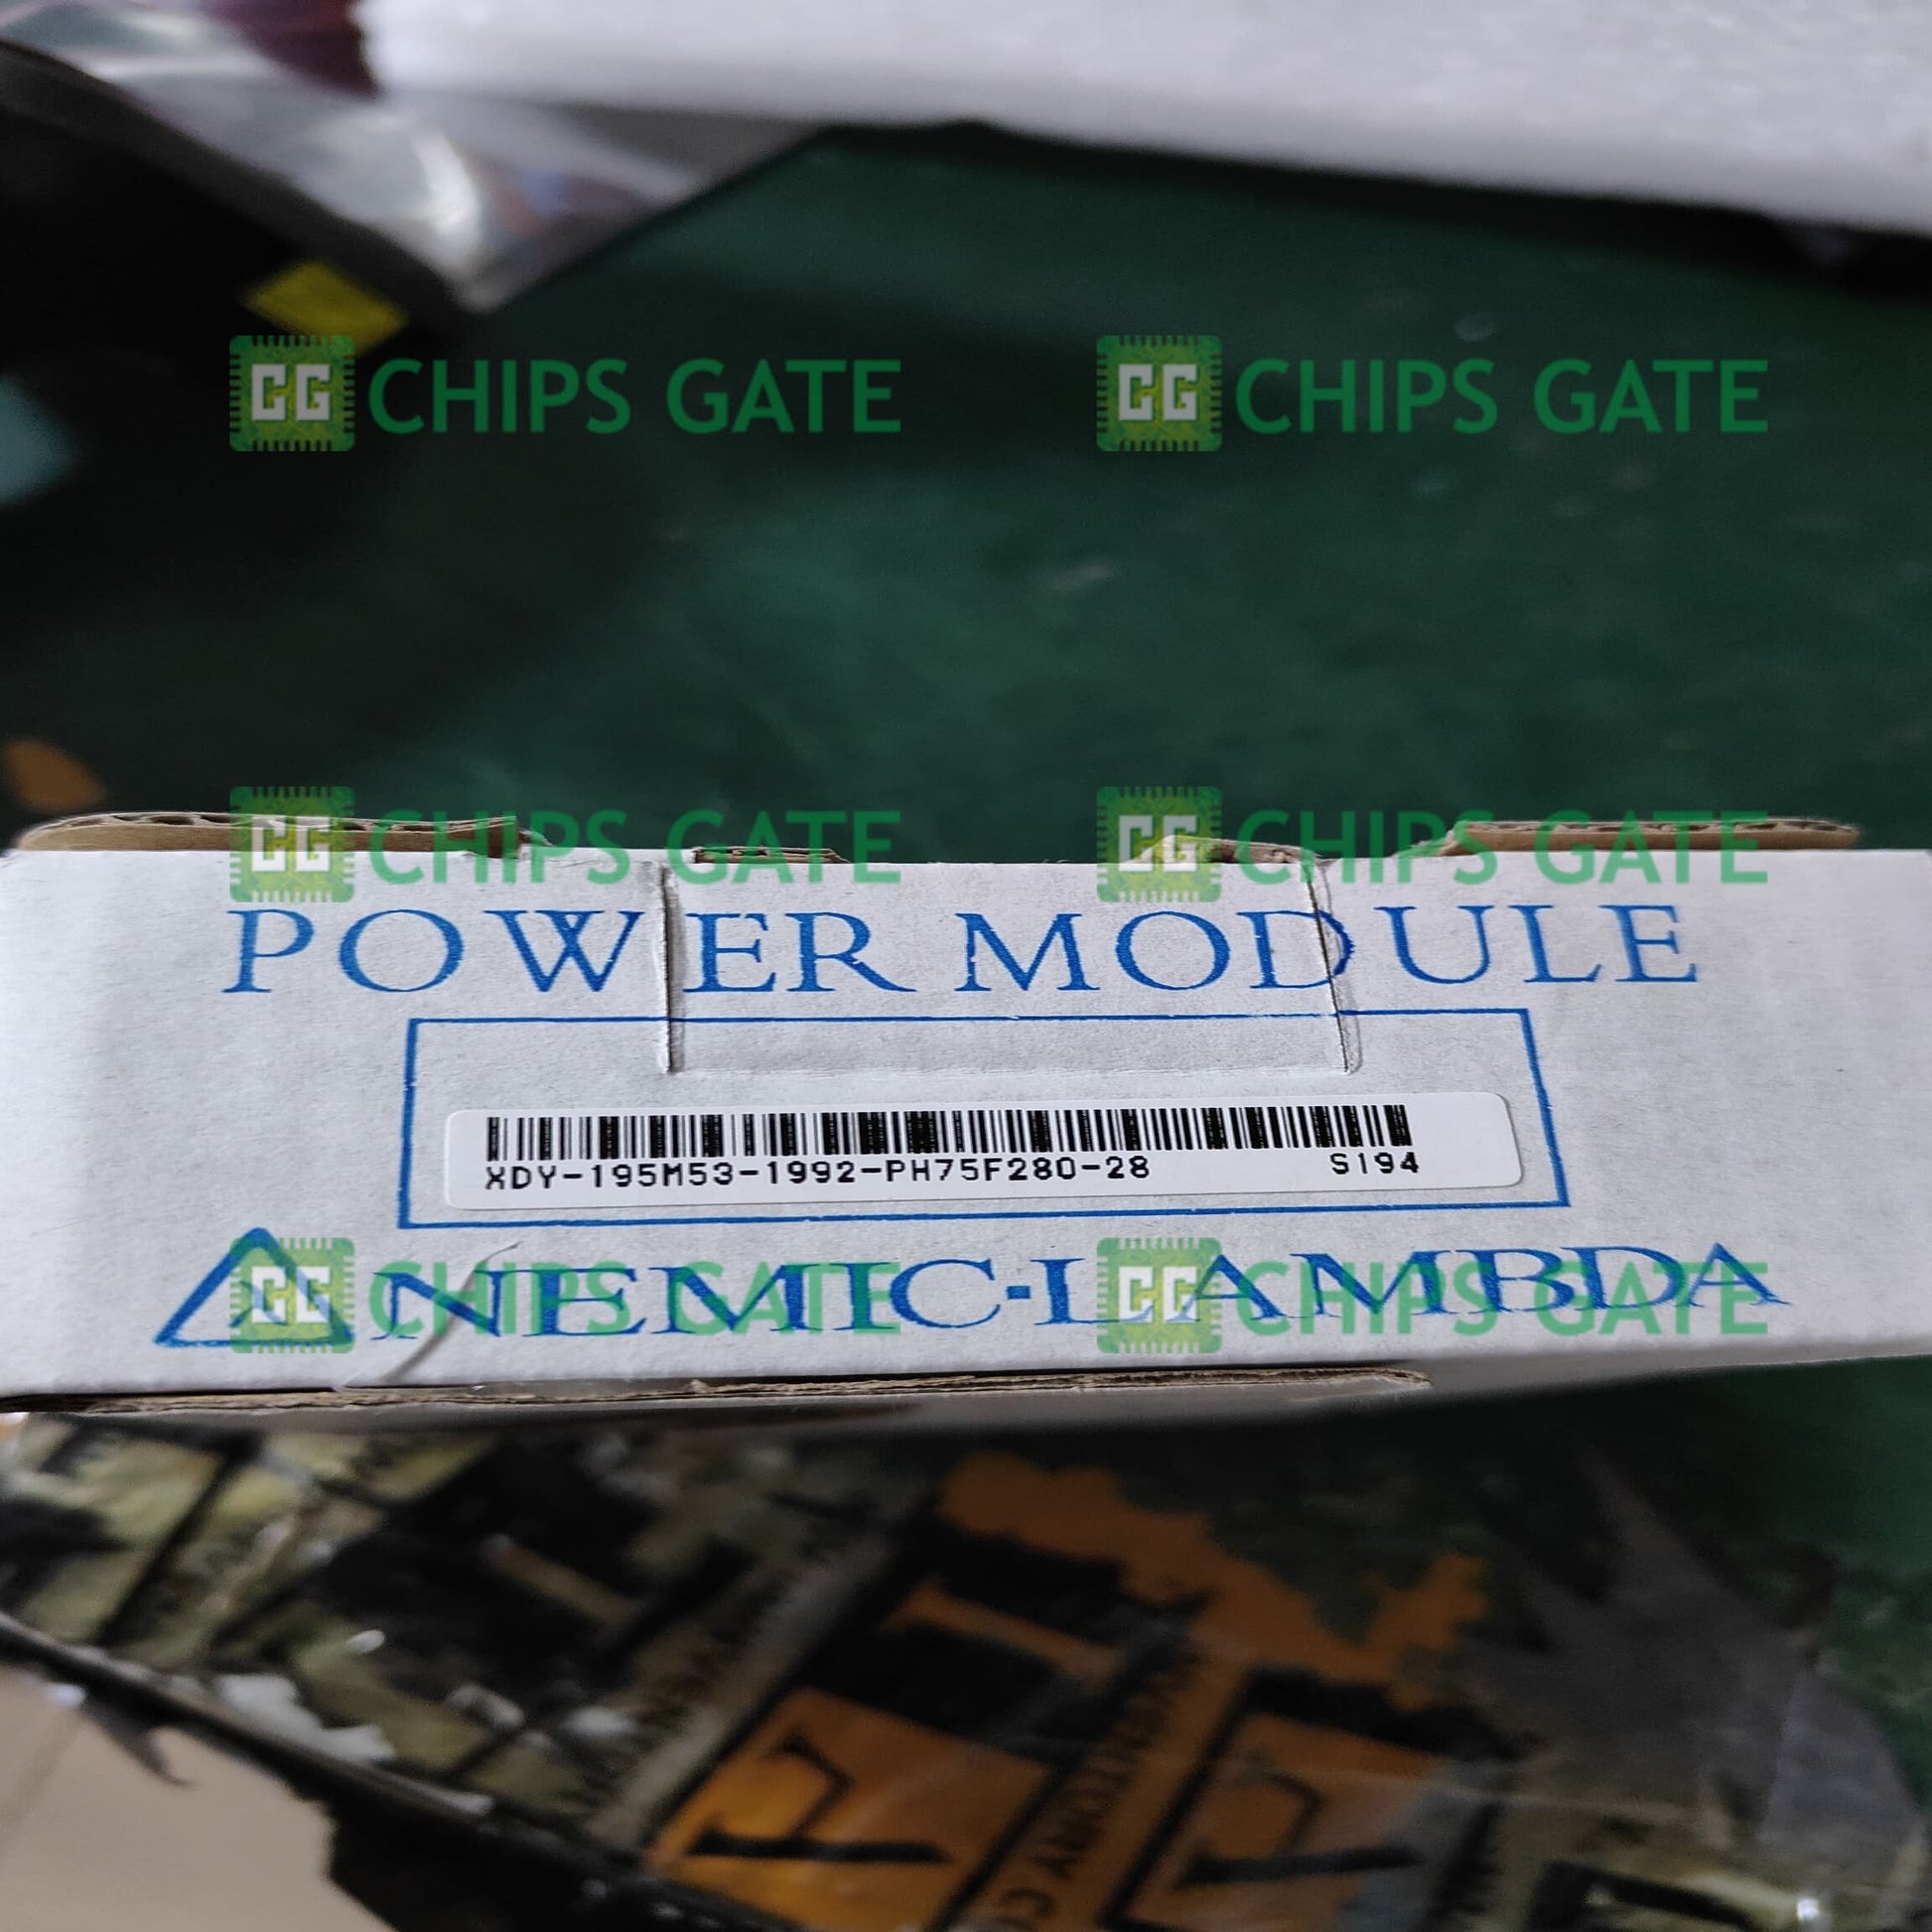 CG CHIPS GATE CG CHIPS GATE
CG CHIPS GATE CG CHIPS GATE
POWER MODULE
XDY-195M53-1992-PH75F280-28 S194
NEMIC-LAMBDA
CG CHIPS GATE CG CHIPS GATE